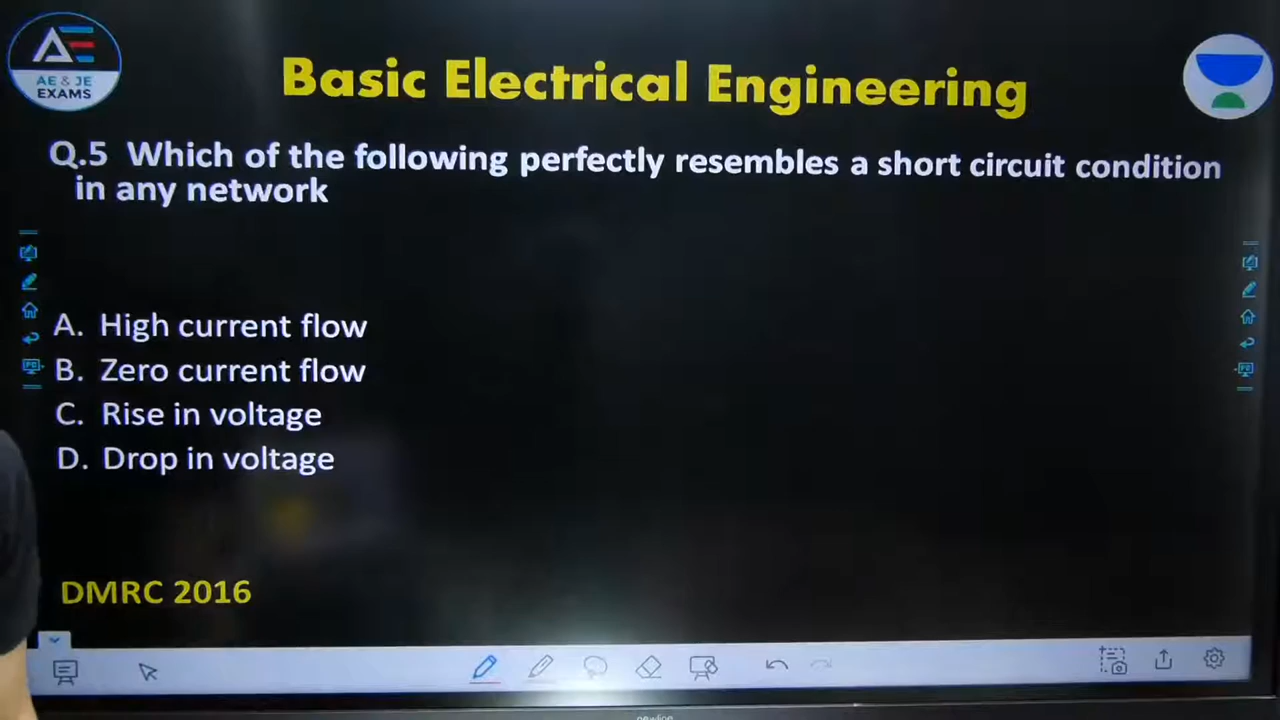 AE & JE
EXAMS
Basic Electrical Engineering
Q.5 Which of the following perfectly resembles a short circuit condition
in any network
A. High current flow
B. Zero current flow
C. Rise in voltage
D. Drop in voltage
DMRC 2016
newline